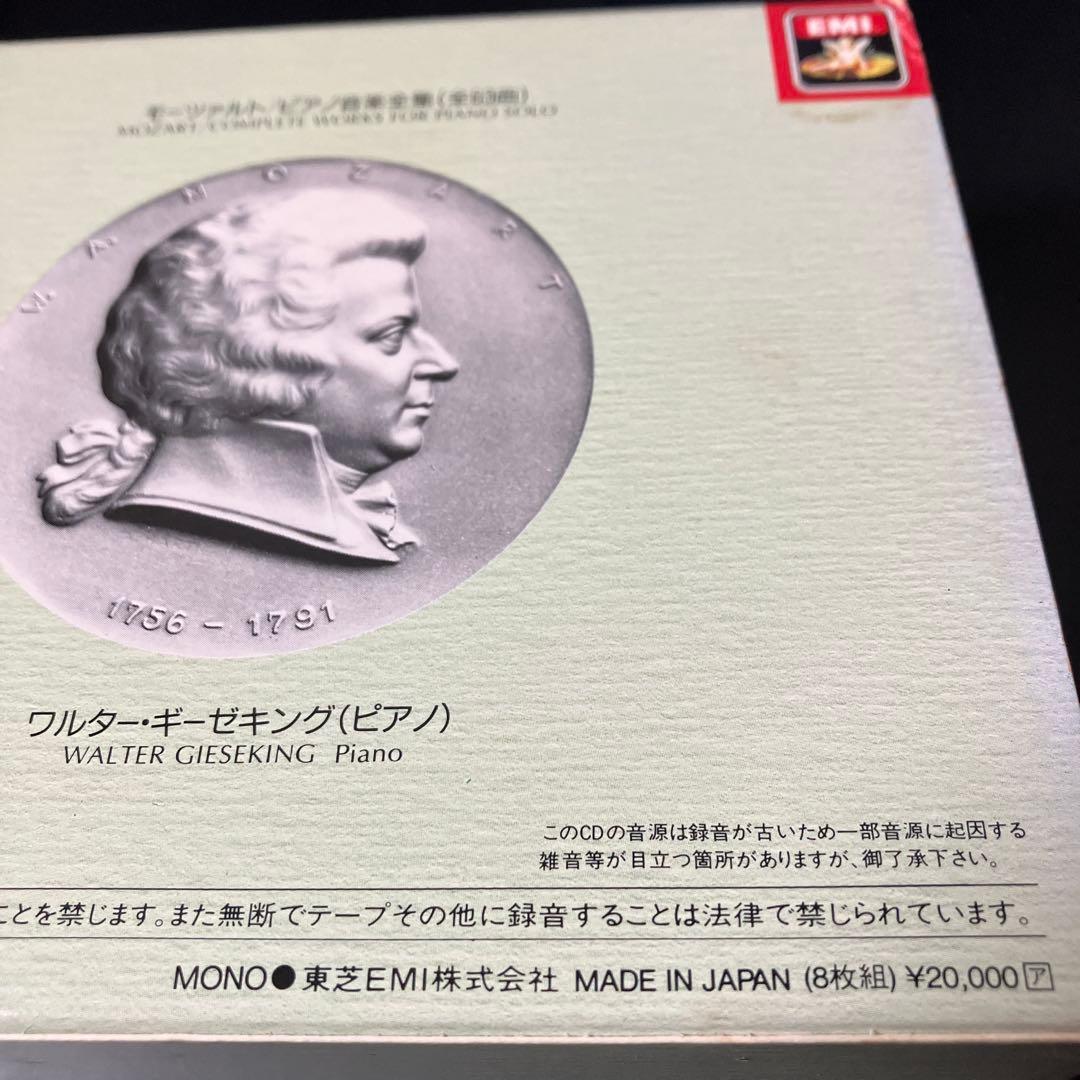 EMI
モーツァルト/ピアノ音楽全集(全63曲)
MOZART/COMPLETE WORKS FOR PIANO SOLO
W. A. MOZART
1756 - 1791
ワルター・ギーゼキング(ピアノ)
WALTER GIESEKING Piano
このCDの音源は録音が古いため一部音源に起因する
雑音等が目立つ箇所がありますが、御了承下さい。
ことを禁じます。また無断でテープその他に録音することは法律で禁じられています。
MONO●東芝EMI株式会社 MADE IN JAPAN (8枚組) ¥20,000ア